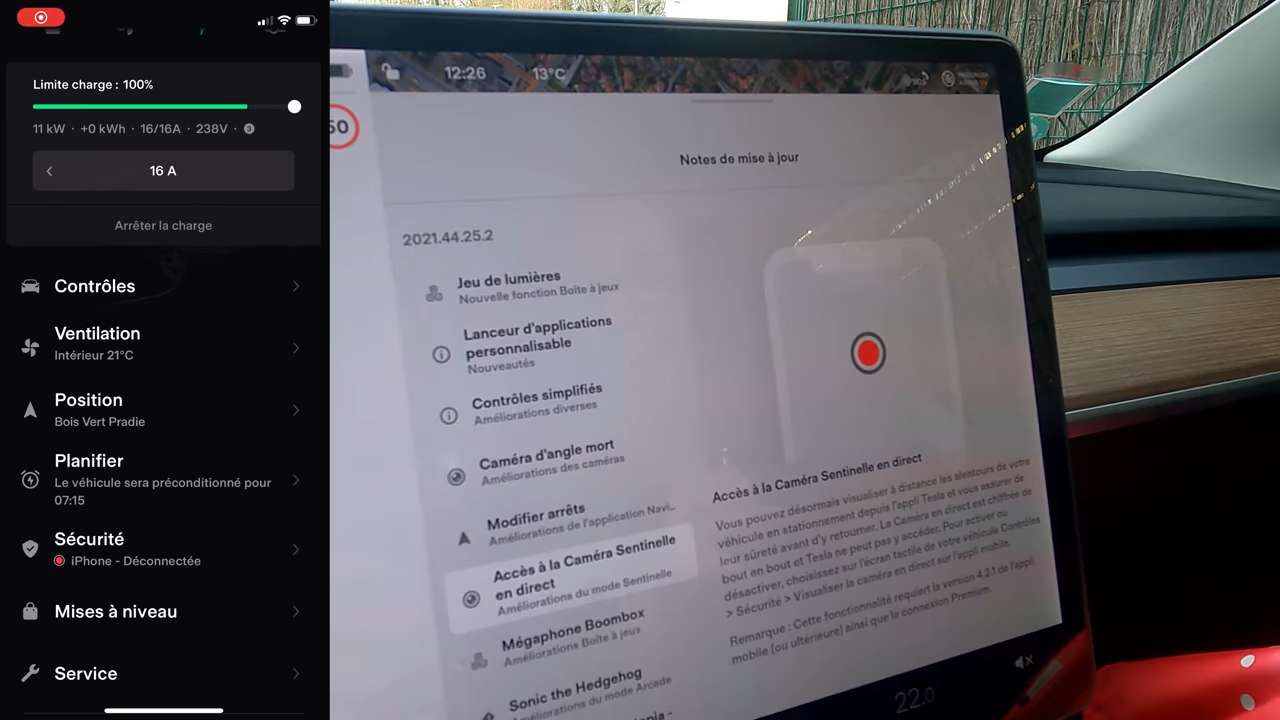 Limite charge : 100%
11 kW · +0 kWh · 16/16A · 238V · 3
16 A
Arrêter la charge
Contrôles
Ventilation
Intérieur 21°C
Position
Bois Vert Pradie
Planifier
Le véhicule sera préconditionné pour
07:15
Sécurité
iPhone - Déconnectée
Mises à niveau
Service
12:26
13°C
Notes de mise à jour
2021.44.25.2
Jeu de lumières
Nouvelle fonction Boîte à jeux
Lanceur d'applications
personnalisable
Nouveautés
Contrôles simplifiés
Améliorations diverses
Caméra d'angle mort
Améliorations des caméras
Modifier arrêts
Améliorations de l'application Navi...
Accès à la Caméra Sentinelle
en direct
Améliorations du mode Sentinelle
Mégaphone Boombox
Améliorations Boîte à jeux
Sonic the Hedgehog
Améliorations du mode Arcade
Accès à la Caméra Sentinelle en direct
Vous pouvez désormais visualiser à distance les alentours de votre
véhicule en stationnement depuis l'appli Tesla et vous assurer de
leur sûreté avant d'y retourner. La Caméra en direct est chiffrée de
bout en bout et Tesla ne peut pas y accéder. Pour activer ou
désactiver, choisissez sur l'écran tactile de votre véhicule Contrôles
> Sécurité > Visualiser la caméra en direct sur l'appli mobile.
Remarque : Cette fonctionnalité requiert la version 4.2.1 de l'appli
mobile (ou ultérieure) ainsi que la connexion Premium.
22.0